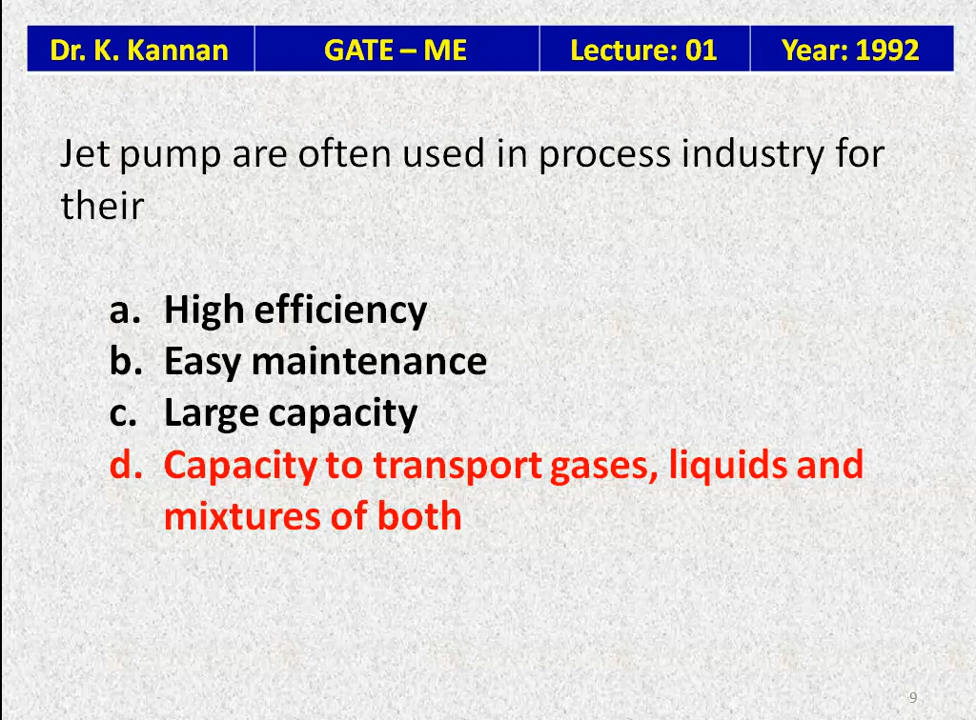 Dr. K. Kannan GATE – ME Lecture: 01 Year: 1992
Jet pump are often used in process industry for
their
a. High efficiency
b. Easy maintenance
c. Large capacity
d. Capacity to transport gases, liquids and
mixtures of both
9